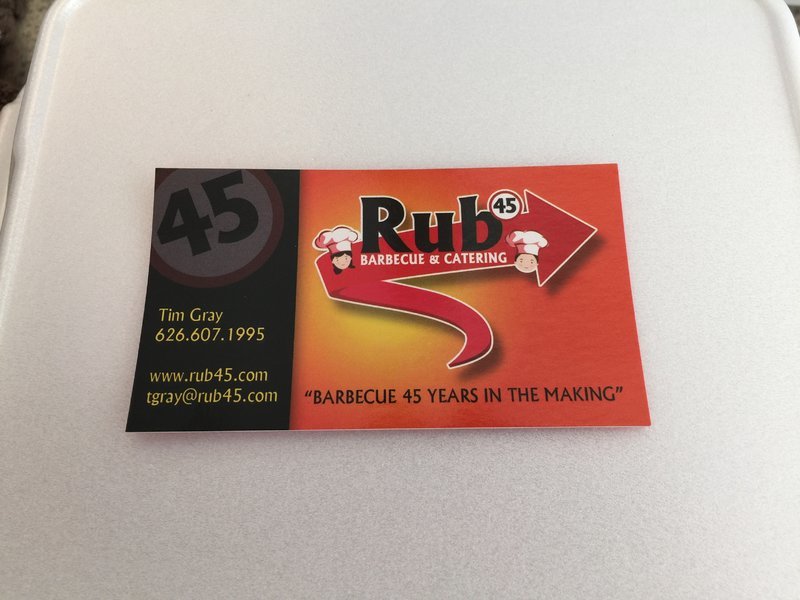 45
Tim Gray
626.607.1995
www.rub45.com
tgray@rub45.com
Rub 45
BARBECUE & CATERING
"BARBECUE 45 YEARS IN THE MAKING"